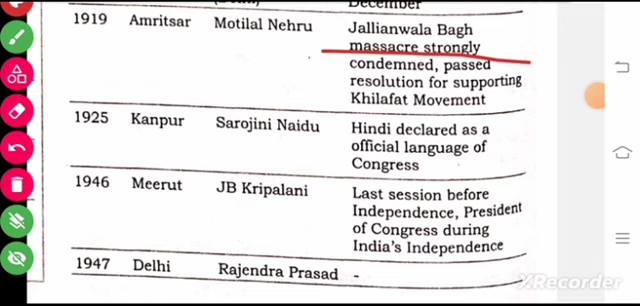 December
1919 Amritsar Motilal Nehru Jallianwala Bagh
massacre strongly
condemned, passed
resolution for supporting
Khilafat Movement
1925 Kanpur Sarojini Naidu Hindi declared as a
official language of
Congress
1946 Meerut JB Kripalani Last session before
Independence, President
of Congress during
India's Independence
1947 Delhi Rajendra Prasad -
XRecorder